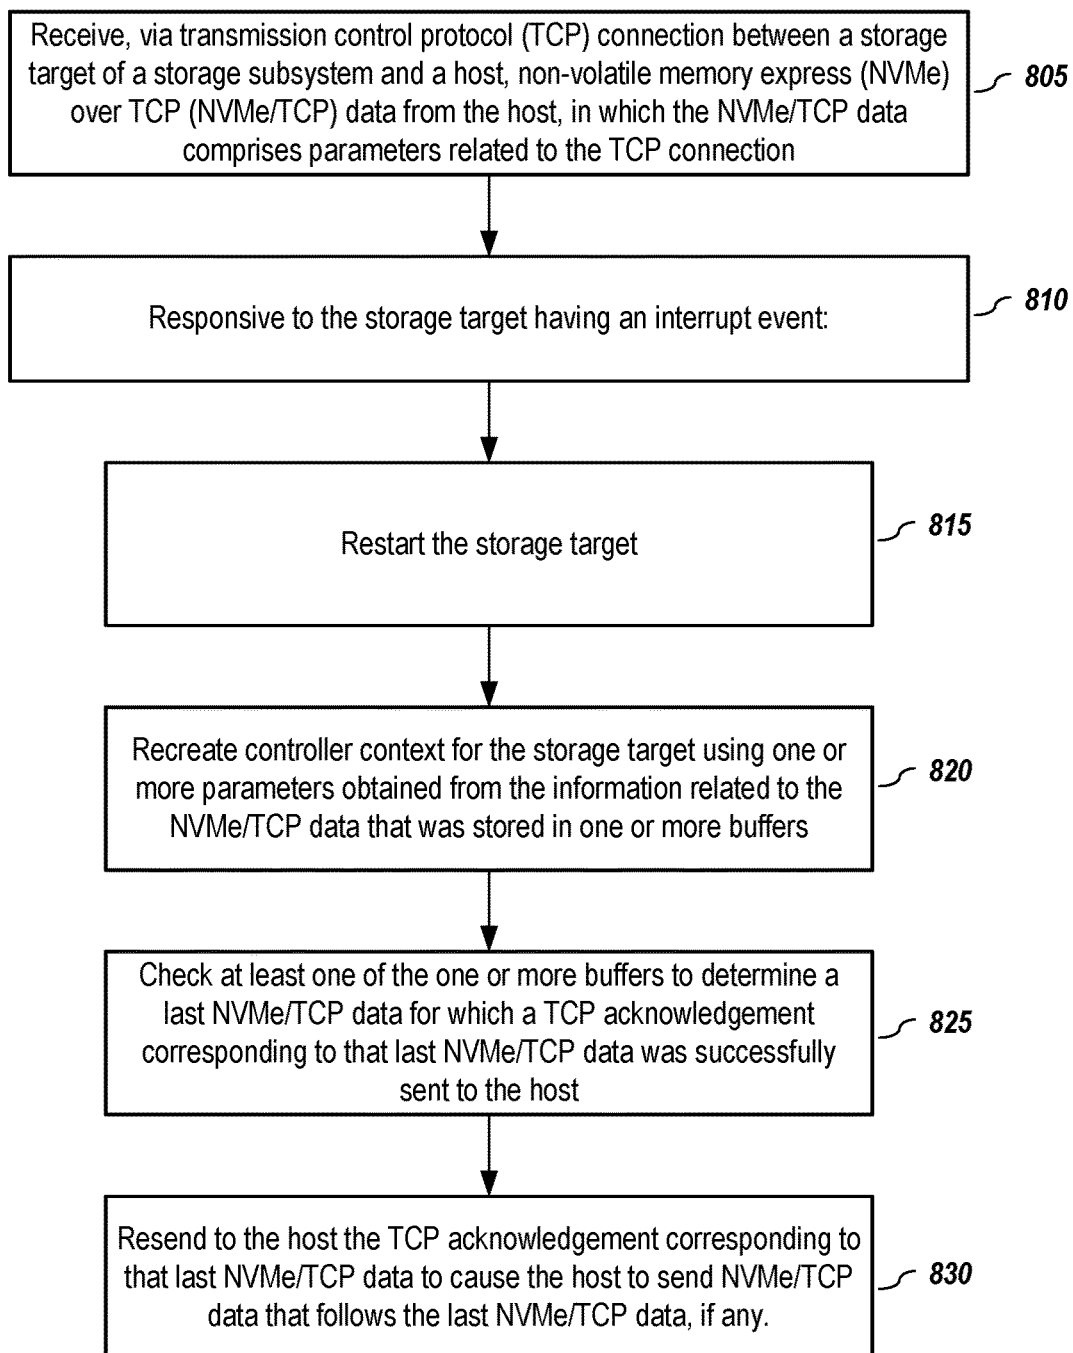 Receive, via transmission control protocol (TCP) connection between a storage
target of a storage subsystem and a host, non-volatile memory express (NVMe)
over TCP (NVMe/TCP) data from the host, in which the NVMe/TCP data
comprises parameters related to the TCP connection
805
Responsive to the storage target having an interrupt event:
810
Restart the storage target
815
Recreate controller context for the storage target using one or
more parameters obtained from the information related to the
NVMe/TCP data that was stored in one or more buffers
820
Check at least one of the one or more buffers to determine a
last NVMe/TCP data for which a TCP acknowledgement
corresponding to that last NVMe/TCP data was successfully
sent to the host
825
Resend to the host the TCP acknowledgement corresponding to
that last NVMe/TCP data to cause the host to send NVMe/TCP
data that follows the last NVMe/TCP data, if any.
830